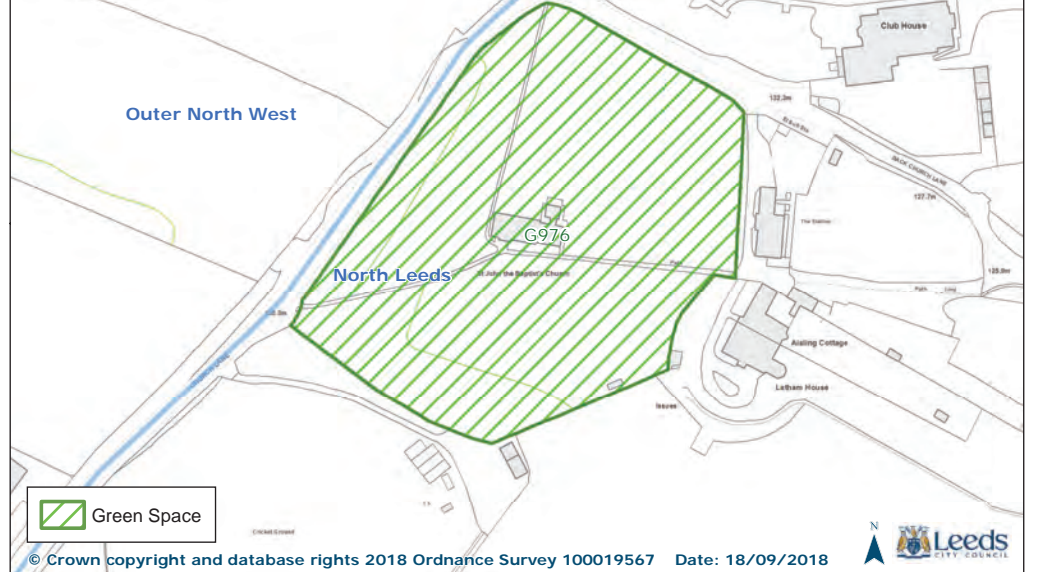 Club House
Outer North West
132.3m
BACK CHURCH LANE
127.7m
The Stables
G976
North Leeds
St John the Baptist's Church
Path
125.9m
Path
Aisling Cottage
Letham House
Issues
Green Space
Cricket Ground
N
© Crown copyright and database rights 2018 Ordnance Survey 100019567 Date: 18/09/2018
Leeds
CITY COUNCIL